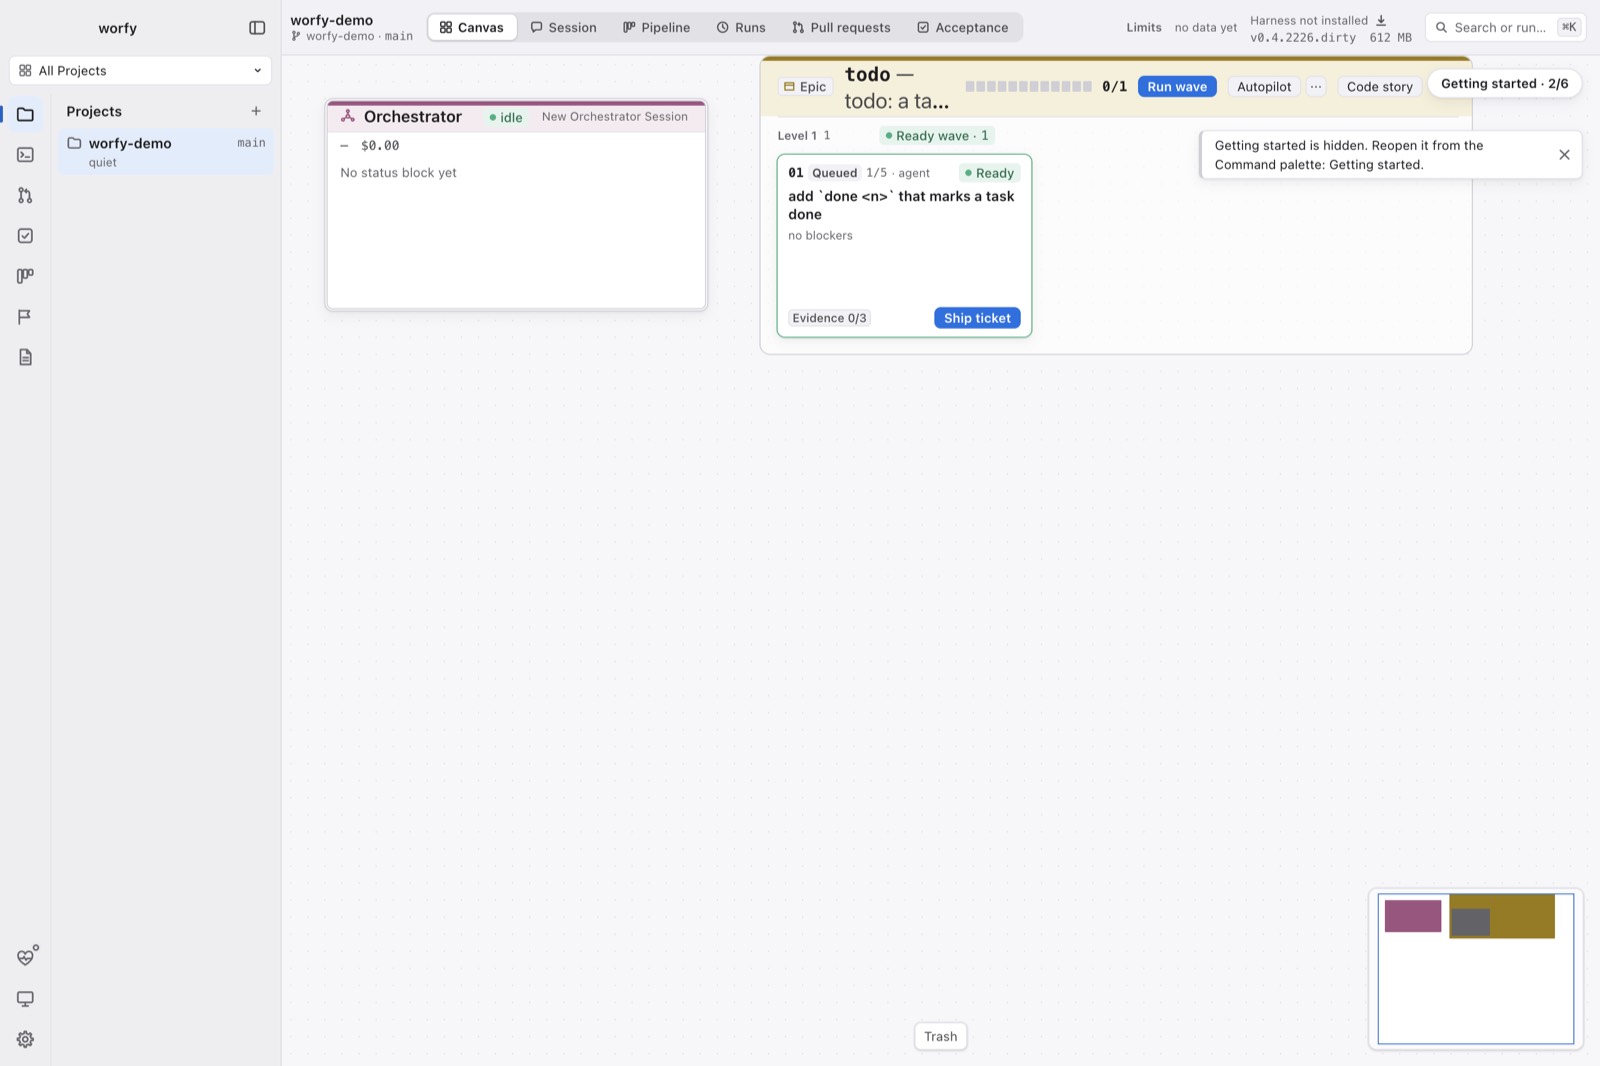 worfy
All Projects
Projects
worfy-demo
main
quiet
worfy-demo
worfy-demo · main
Canvas
Session
Pipeline
Runs
Pull requests
Acceptance
Limits
no data yet
Harness not installed
v0.4.2226.dirty 612 MB
Search or run...
⌘K
Orchestrator
idle
New Orchestrator Session
– $0.00
No status block yet
Epic
todo —
todo: a ta...
0/1
Run wave
Autopilot
···
Code story
Getting started · 2/6
Level 1 1
Ready wave · 1
Getting started is hidden. Reopen it from the
Command palette: Getting started.
01 Queued 1/5 · agent
Ready
add `done <n>` that marks a task
done
no blockers
Evidence 0/3
Ship ticket
Trash